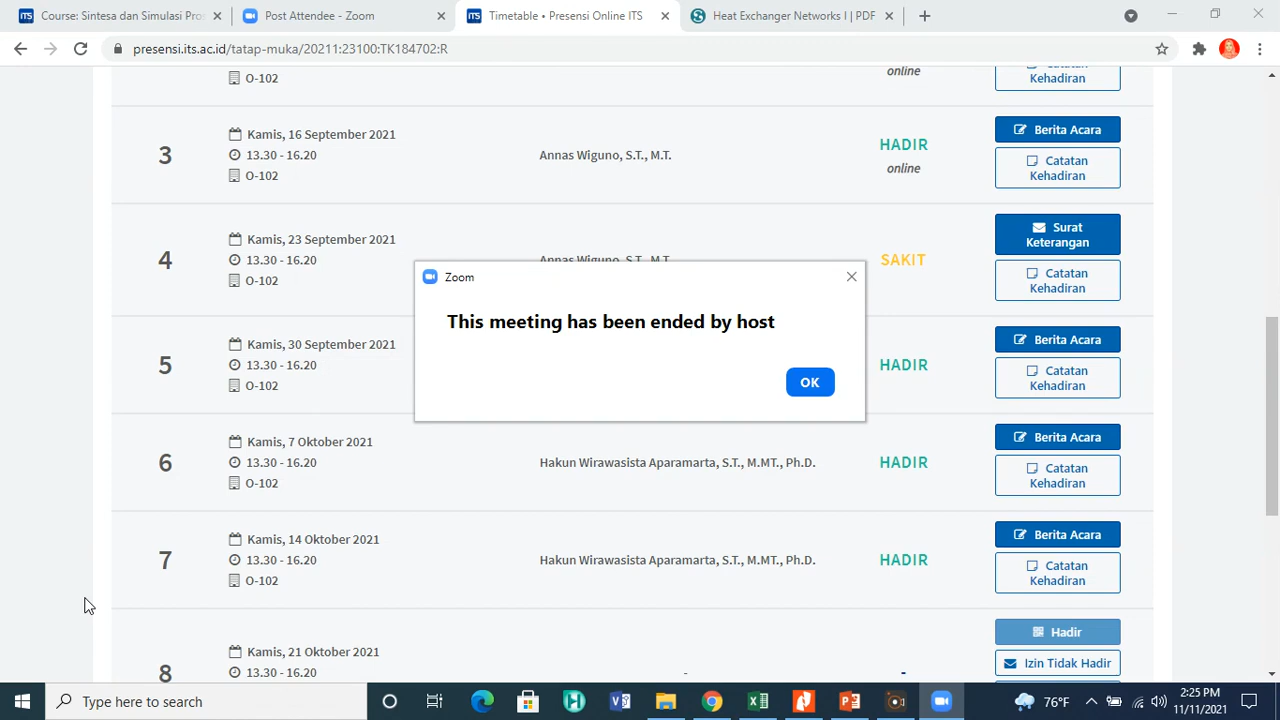 Course: Sintesa dan Simulasi Pros
Post Attendee - Zoom
Timetable • Presensi Online ITS
Heat Exchanger Networks I | PDF
presensi.its.ac.id/tatap-muka/20211:23100:TK184702:R
O-102
online
Catatan
Kehadiran
3
Kamis, 16 September 2021
13.30 - 16.20
O-102
Annas Wiguno, S.T., M.T.
HADIR
online
Berita Acara
Catatan
Kehadiran
4
Kamis, 23 September 2021
13.30 - 16.20
O-102
Annas Wiguno, S.T., M.T.
SAKIT
Surat
Keterangan
Catatan
Kehadiran
Zoom
This meeting has been ended by host
OK
5
Kamis, 30 September 2021
13.30 - 16.20
O-102
HADIR
Berita Acara
Catatan
Kehadiran
6
Kamis, 7 Oktober 2021
13.30 - 16.20
O-102
Hakun Wirawasista Aparamarta, S.T., M.MT., Ph.D.
HADIR
Berita Acara
Catatan
Kehadiran
7
Kamis, 14 Oktober 2021
13.30 - 16.20
O-102
Hakun Wirawasista Aparamarta, S.T., M.MT., Ph.D.
HADIR
Berita Acara
Catatan
Kehadiran
8
Kamis, 21 Oktober 2021
13.30 - 16.20
-
-
Hadir
Izin Tidak Hadir
Type here to search
76°F
2:25 PM
11/11/2021